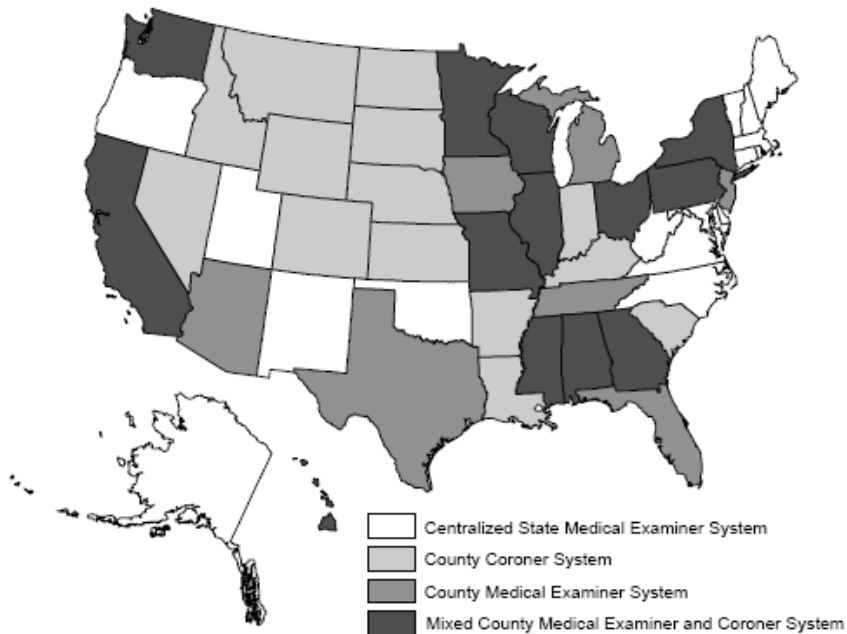 Centralized State Medical Examiner System
County Coroner System
County Medical Examiner System
Mixed County Medical Examiner and Coroner System